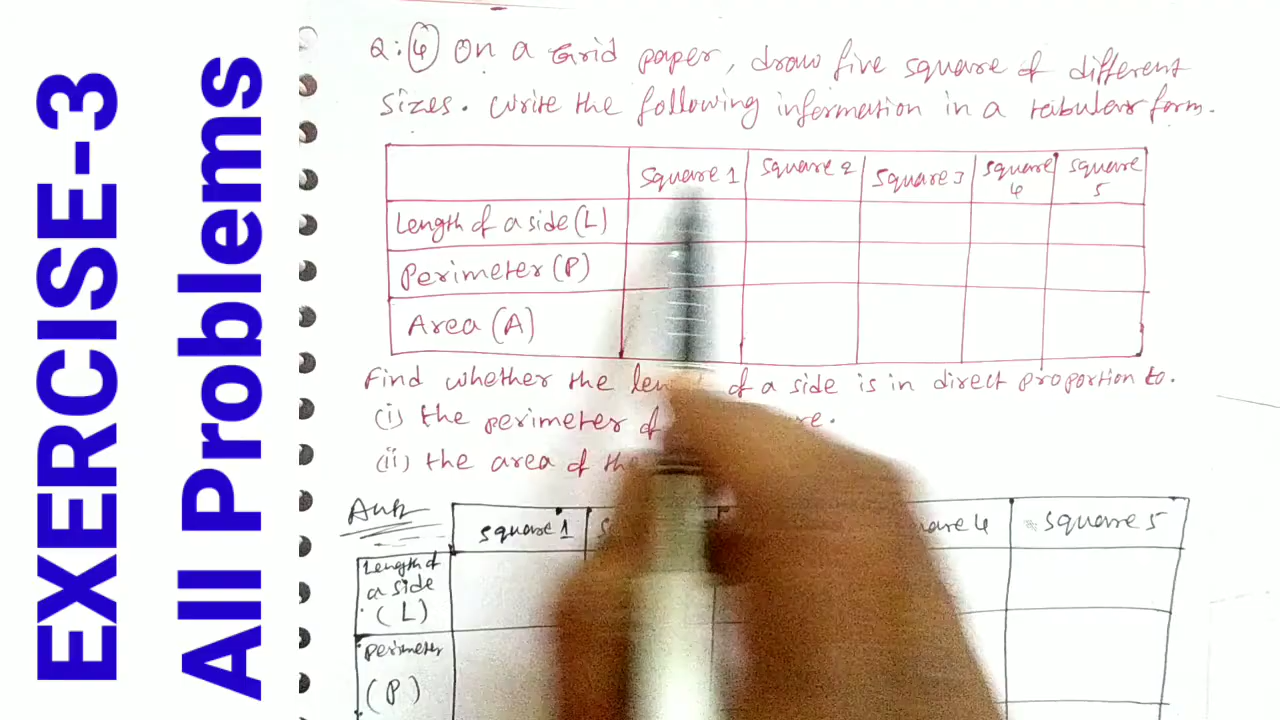 EXERCISE-3
All Problems
Q:④ On a Grid paper, draw five square of different
sizes. Write the following information in a tabular form.
Square 1 Square 2 Square 3 Square 4 Square 5
Length of a side (L)
Perimeter (P)
Area (A)
Find whether the of a side is in direct proportion to.
(i) the perimeter of
(ii) the area of
Ans
Square 1 Square 5
Length of a side (L)
perimeter (P)